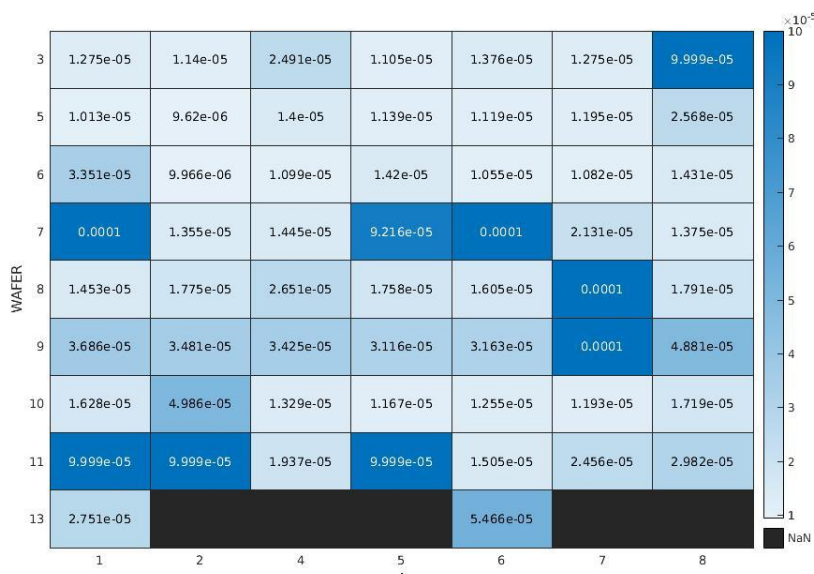 ×10⁻⁵
3 1.275e-05 1.14e-05 2.491e-05 1.105e-05 1.376e-05 1.275e-05 9.999e-05 10
5 1.013e-05 9.62e-06 1.4e-05 1.139e-05 1.119e-05 1.195e-05 2.568e-05 9
8
6 3.351e-05 9.966e-06 1.099e-05 1.42e-05 1.055e-05 1.082e-05 1.431e-05 7
7 0.0001 1.355e-05 1.445e-05 9.216e-05 0.0001 2.131e-05 1.375e-05 6
WAFER
8 1.453e-05 1.775e-05 2.651e-05 1.758e-05 1.605e-05 0.0001 1.791e-05 5
9 3.686e-05 3.481e-05 3.425e-05 3.116e-05 3.163e-05 0.0001 4.881e-05 4
10 1.628e-05 4.986e-05 1.329e-05 1.167e-05 1.255e-05 1.193e-05 1.719e-05 3
11 9.999e-05 9.999e-05 1.937e-05 9.999e-05 1.505e-05 2.456e-05 2.982e-05 2
1
13 2.751e-05 5.466e-05 NaN
1 2 4 5 6 7 8